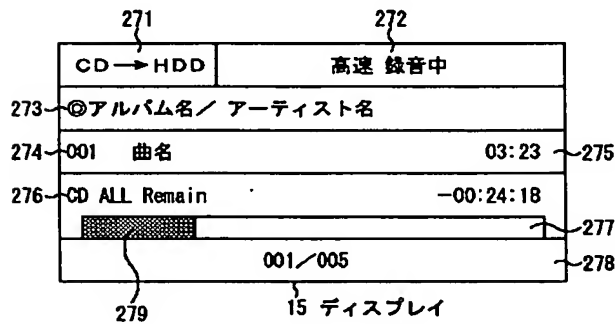 271 272
CD→HDD 高速 録音中
273 ◎アルバム名／ アーティスト名
274 001 曲名 03:23 275
276 CD ALL Remain -00:24:18
277
001／005 278
279 15 ディスプレイ